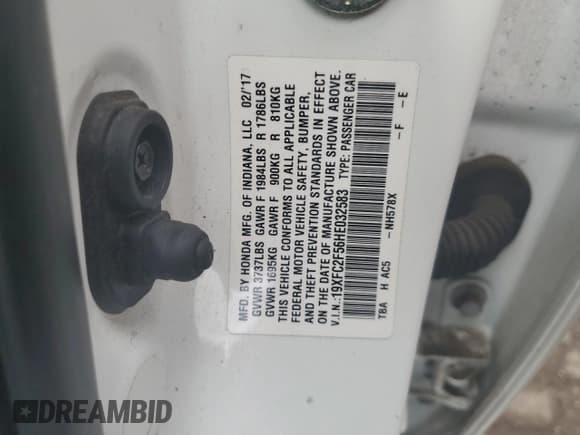 MFD. BY HONDA MFG. OF INDIANA, LLC 02/'17
GVWR 3737LBS GAWR F 1984LBS R 1786LBS
GVWR 1695KG GAWR F 900KG R 810KG
THIS VEHICLE CONFORMS TO ALL APPLICABLE
FEDERAL MOTOR VEHICLE SAFETY, BUMPER,
AND THEFT PREVENTION STANDARDS IN EFFECT
ON THE DATE OF MANUFACTURE SHOWN ABOVE.
V.I.N.:19XFC2F56HE032583 TYPE: PASSENGER CAR
TBA H AC5 -NH578X -F -E
DREAMBID